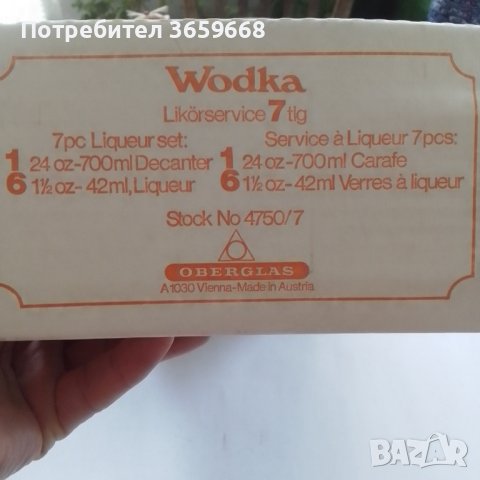 Потребител 3659668
Wodka
Likörservice 7 tlg
7pc Liqueur set:
1 24 oz-700ml Decanter
6 1½ oz- 42ml, Liqueur
Service à Liqueur 7pcs:
1 24 oz-700ml Carafe
6 1½ oz- 42ml Verres à liqueur
Stock No 4750/7
OBERGLAS
A1030 Vienna-Made in Austria
BAZAR